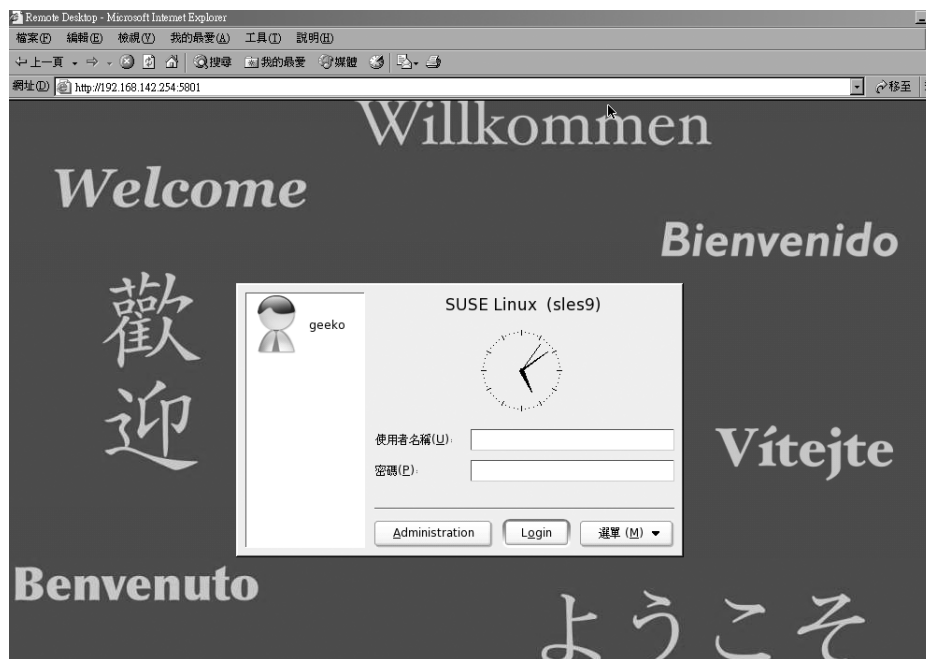 Remote Desktop - Microsoft Internet Explorer
檔案(F) 編輯(E) 檢視(V) 我的最愛(A) 工具(T) 說明(H)
上一頁 搜尋 我的最愛 媒體
網址(D) http://192.168.142.254:5801 移至
Willkommen
Welcome
Bienvenido
歡迎
SUSE Linux (sles9)
geeko
使用者名稱(U):
密碼(P):
Administration Login 選單 (M)
Vítejte
Benvenuto
ようこそ